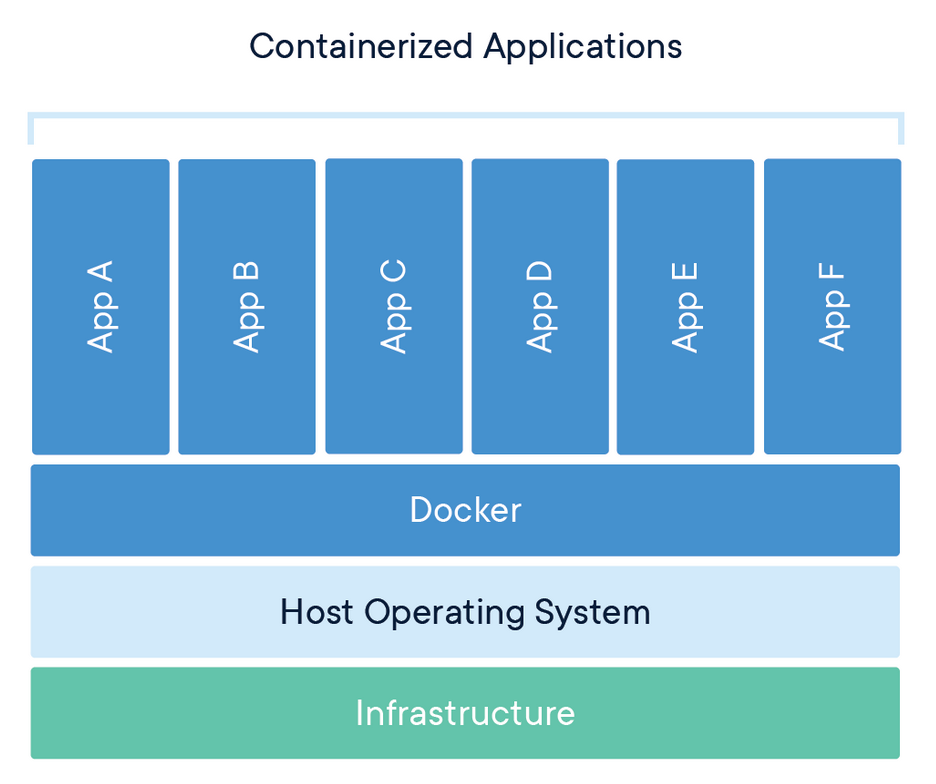 Containerized Applications
App A
App B
App C
App D
App E
App F
Docker
Host Operating System
Infrastructure